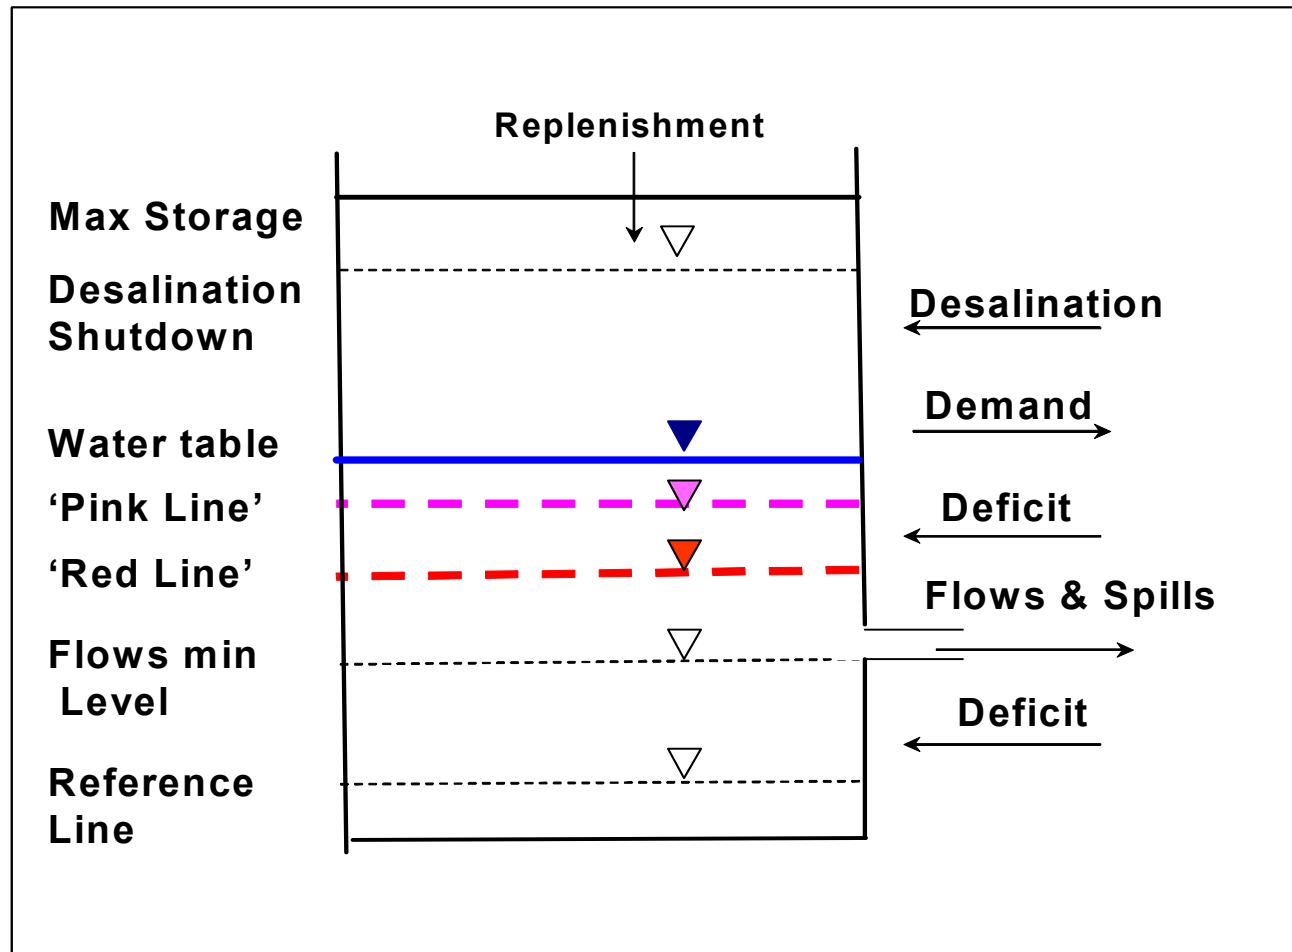 Replenishment
Max Storage
Desalination
Shutdown
Water table
‘Pink Line’
‘Red Line’
Flows min
Level
Reference
Line
Desalination
Demand
Deficit
Flows & Spills
Deficit